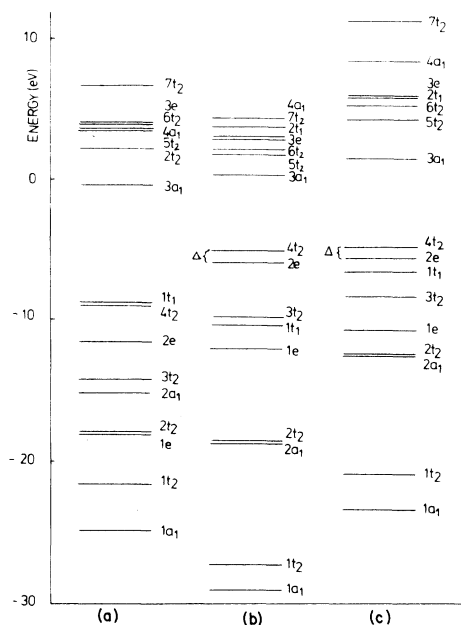 ENERGY (eV)
10
0
-10
-20
-30
7t₂
3e
6t₂
4a₁
5t₂
2t₂
3a₁
1t₁
4t₂
2e
3t₂
2a₁
2t₂
1e
1t₂
1a₁
(a)
4a₁
7t₂
2t₁
3e
6t₂
5t₂
3a₁
Δ{
4t₂
2e
3t₂
1t₁
1e
2t₂
2a₁
1t₂
1a₁
(b)
7t₂
4a₁
3e
2t₁
6t₂
5t₂
3a₁
Δ{
4t₂
2e
1t₁
3t₂
1e
2t₂
2a₁
1t₂
1a₁
(c)